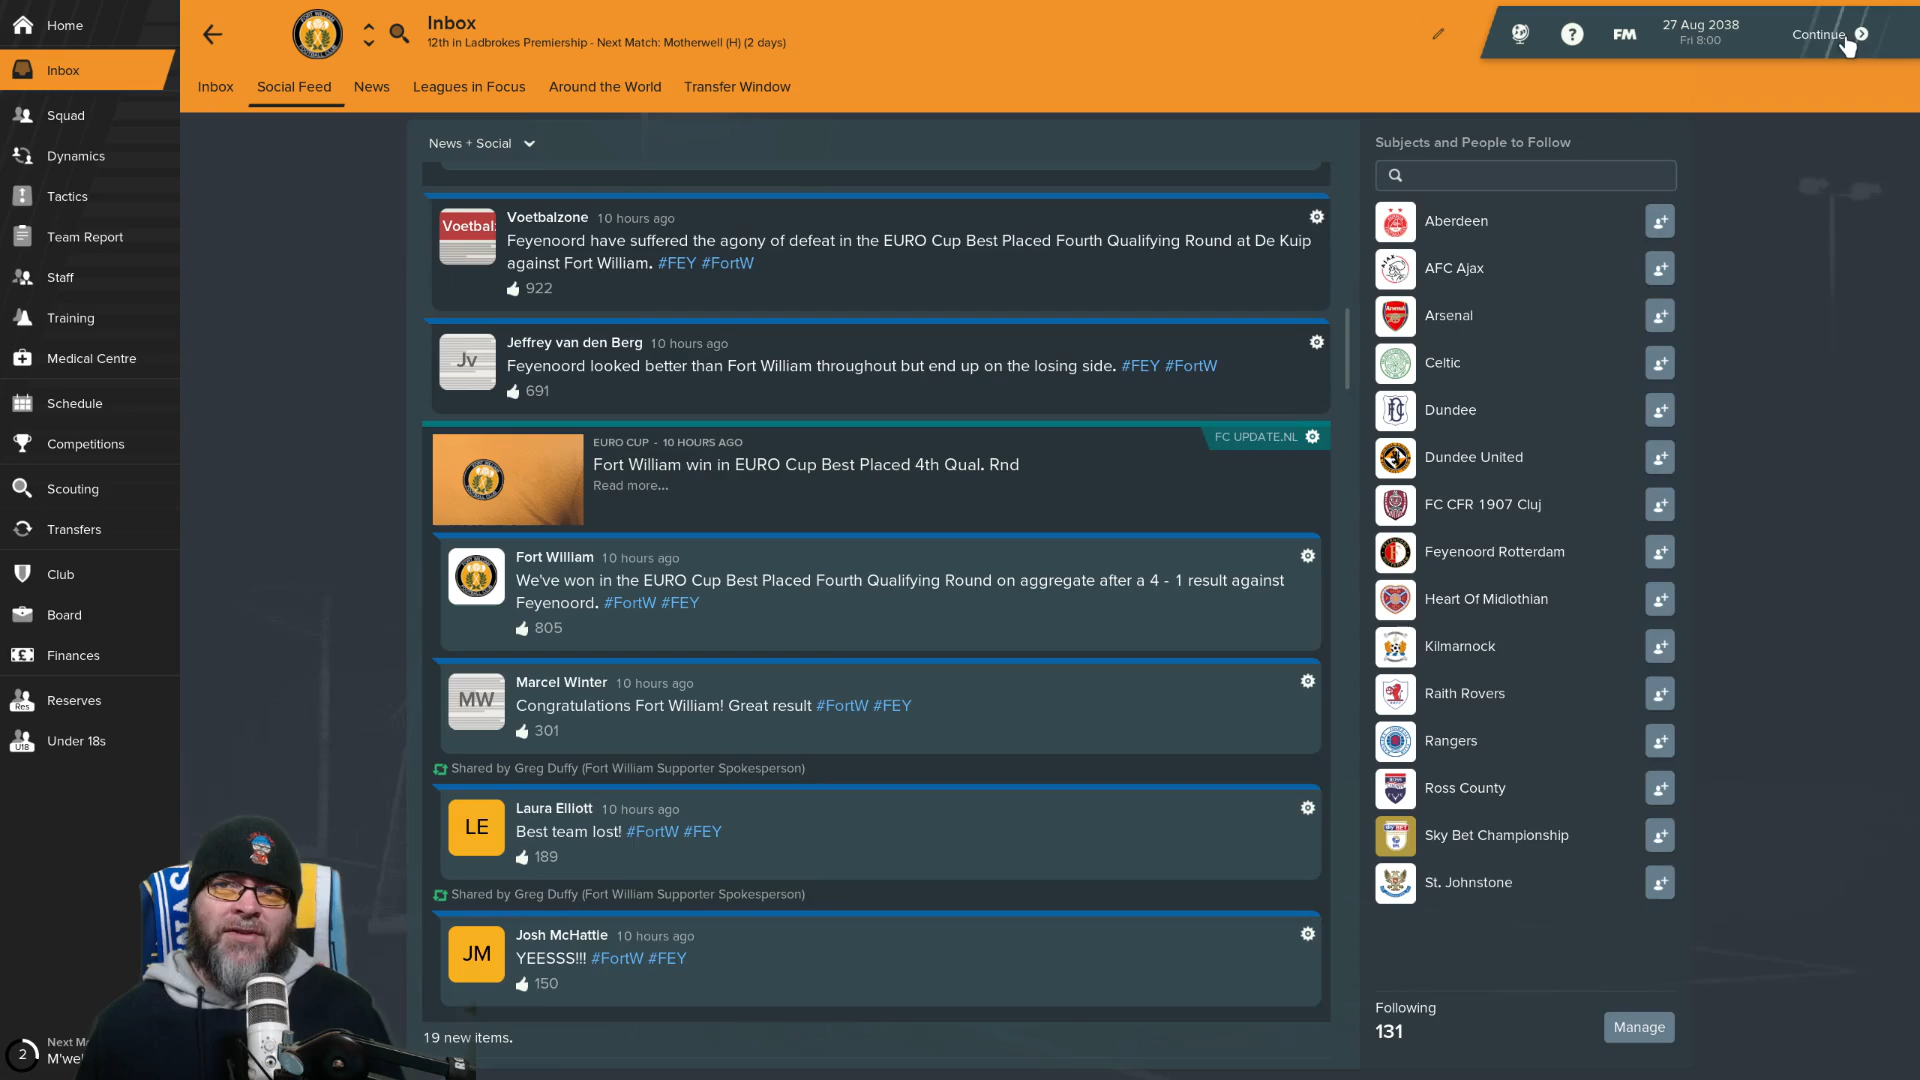 Home
Inbox
12th in Ladbrokes Premiership - Next Match: Motherwell (H) (2 days)
FM
27 Aug 2038
Fri 8:00
Continue
Inbox
Inbox
Social Feed
News
Leagues in Focus
Around the World
Transfer Window
Squad
Dynamics
Tactics
Team Report
Staff
Training
Medical Centre
Schedule
Competitions
Scouting
Transfers
Club
Board
Finances
Res
Reserves
U18
Under 18s
2
Next M
M'we
News + Social
Voetbal
Voetbalzone 10 hours ago
Feyenoord have suffered the agony of defeat in the EURO Cup Best Placed Fourth Qualifying Round at De Kuip
against Fort William. #FEY #FortW
922
Jv
Jeffrey van den Berg 10 hours ago
Feyenoord looked better than Fort William throughout but end up on the losing side. #FEY #FortW
691
EURO CUP - 10 HOURS AGO
FC UPDATE.NL
Fort William win in EURO Cup Best Placed 4th Qual. Rnd
Read more...
Fort William 10 hours ago
We've won in the EURO Cup Best Placed Fourth Qualifying Round on aggregate after a 4 - 1 result against
Feyenoord. #FortW #FEY
805
MW
Marcel Winter 10 hours ago
Congratulations Fort William! Great result #FortW #FEY
301
Shared by Greg Duffy (Fort William Supporter Spokesperson)
LE
Laura Elliott 10 hours ago
Best team lost! #FortW #FEY
189
Shared by Greg Duffy (Fort William Supporter Spokesperson)
JM
Josh McHattie 10 hours ago
YEESSS!!! #FortW #FEY
150
19 new items.
Subjects and People to Follow
Aberdeen
AFC Ajax
Arsenal
Celtic
Dundee
Dundee United
FC CFR 1907 Cluj
Feyenoord Rotterdam
Heart Of Midlothian
Kilmarnock
Raith Rovers
Rangers
Ross County
Sky Bet Championship
St. Johnstone
Following
131
Manage